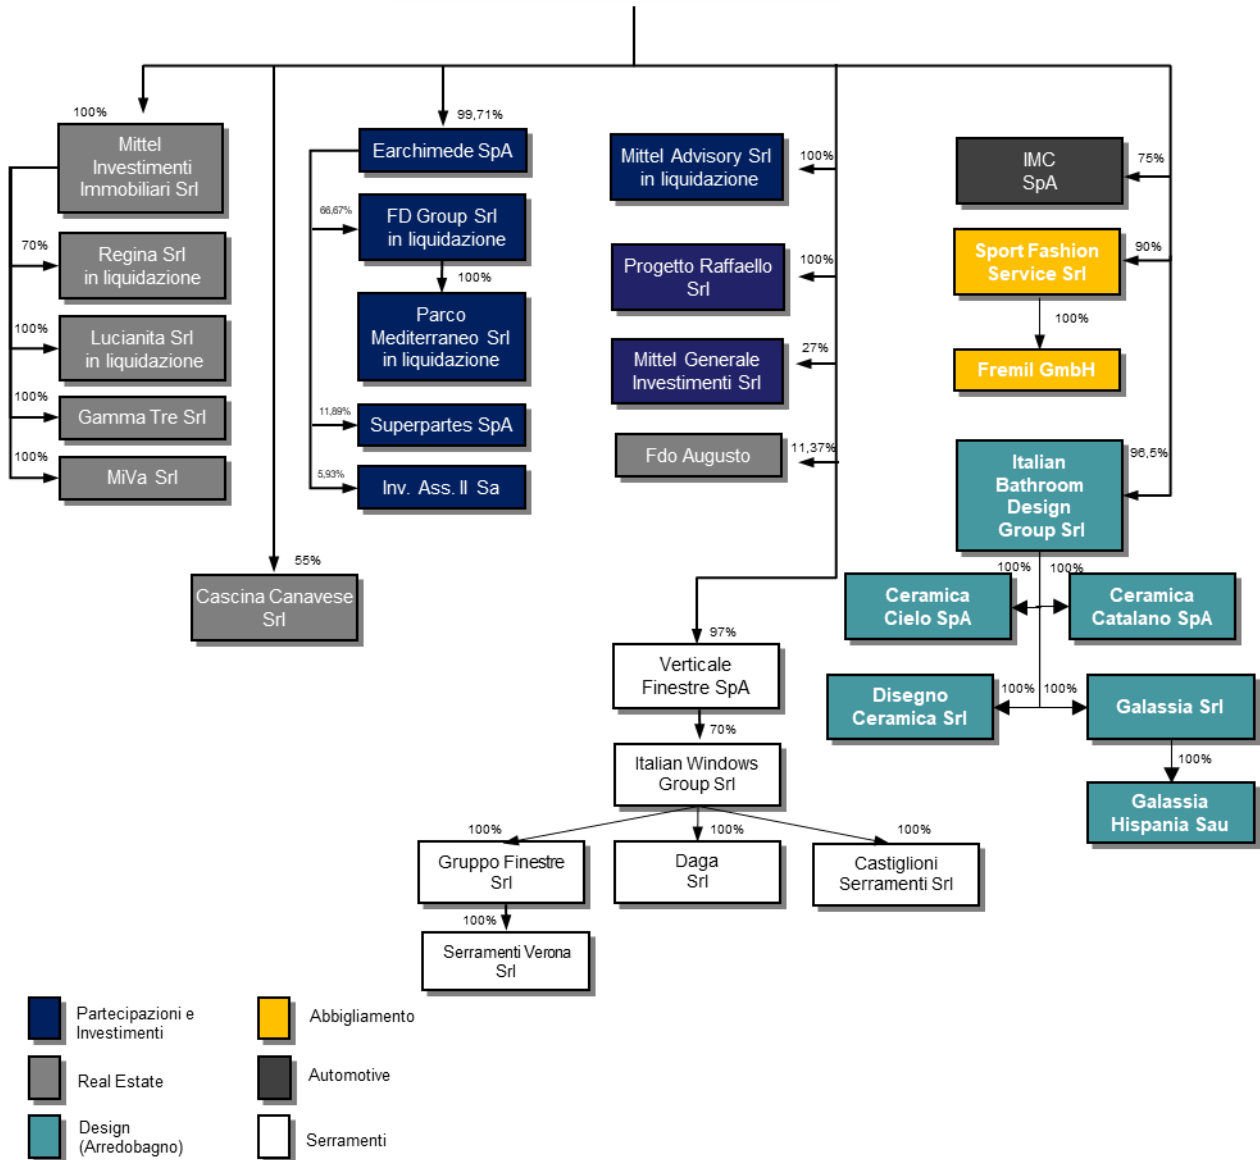 100%
Mittel
Investimenti
Immobiliari Srl
70%
Regina Srl
in liquidazione
100%
Lucianita Srl
in liquidazione
100%
Gamma Tre Srl
100%
MiVa Srl
55%
Cascina Canavese
Srl
99,71%
Earchimede SpA
66,67%
FD Group Srl
in liquidazione
100%
Parco
Mediterraneo Srl
in liquidazione
11,89%
Superpartes SpA
5,93%
Inv. Ass. II Sa
Mittel Advisory Srl
in liquidazione
100%
Progetto Raffaello
Srl
100%
Mittel Generale
Investimenti Srl
27%
Fdo Augusto
11,37%
97%
Verticale
Finestre SpA
70%
Italian Windows
Group Srl
100%
Gruppo Finestre
Srl
100%
Daga
Srl
100%
Castiglioni
Serramenti Srl
100%
Serramenti Verona
Srl
IMC
SpA
75%
Sport Fashion
Service Srl
90%
100%
Fremil GmbH
Italian
Bathroom
Design
Group Srl
96,5%
100%
100%
Ceramica
Cielo SpA
Ceramica
Catalano SpA
100%
100%
Disegno
Ceramica Srl
Galassia Srl
100%
Galassia
Hispania Sau
Partecipazioni e
Investimenti
Abbigliamento
Real Estate
Automotive
Design
(Arredobagno)
Serramenti